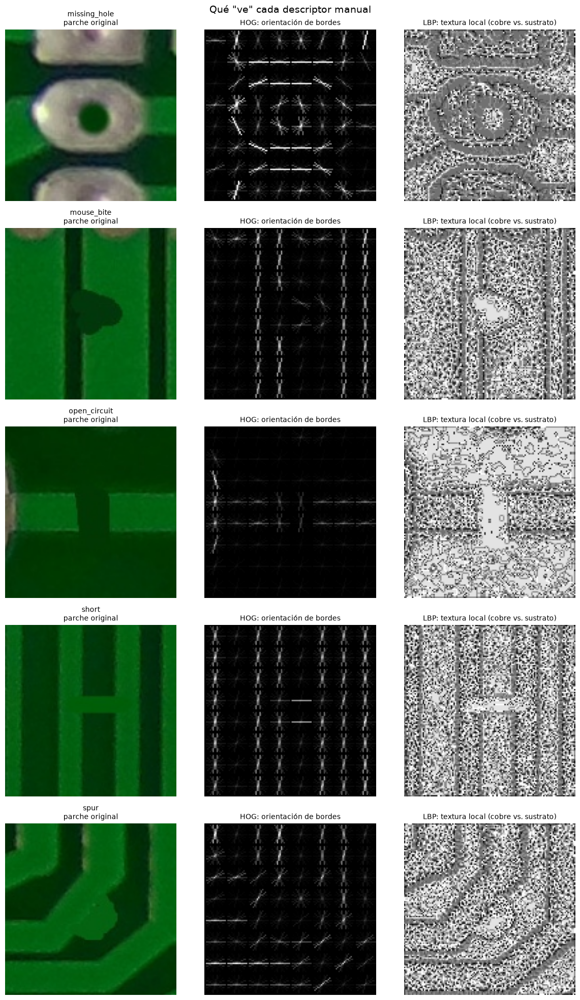 Qué "ve" cada descriptor manual
missing_hole
parche original
HOG: orientación de bordes
LBP: textura local (cobre vs. sustrato)
mouse_bite
parche original
HOG: orientación de bordes
LBP: textura local (cobre vs. sustrato)
open_circuit
parche original
HOG: orientación de bordes
LBP: textura local (cobre vs. sustrato)
short
parche original
HOG: orientación de bordes
LBP: textura local (cobre vs. sustrato)
spur
parche original
HOG: orientación de bordes
LBP: textura local (cobre vs. sustrato)